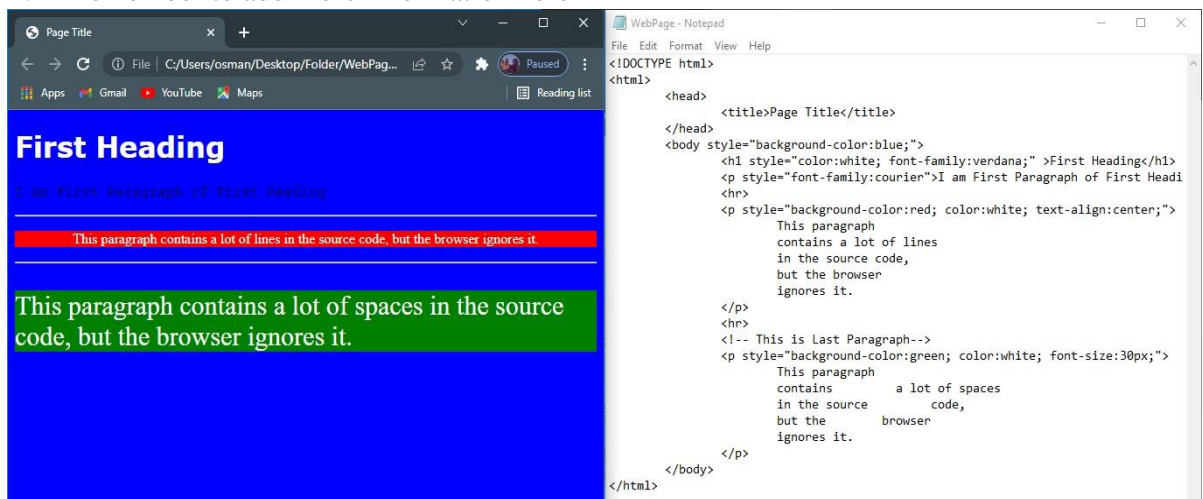 Page Title
File | C:/Users/osman/Desktop/Folder/WebPag...
Paused
Apps Gmail YouTube Maps
Reading list
First Heading
I am First Paragraph of First Heading
This paragraph contains a lot of lines in the source code, but the browser ignores it.
This paragraph contains a lot of spaces in the source
code, but the browser ignores it.
WebPage - Notepad
File Edit Format View Help
<!DOCTYPE html>
<html>
<head>
<title>Page Title</title>
</head>
<body style="background-color:blue;">
<h1 style="color:white; font-family:verdana;" >First Heading</h1>
<p style="font-family:courier">I am First Paragraph of First Headi
<hr>
<p style="background-color:red; color:white; text-align:center;">
This paragraph
contains a lot of lines
in the source code,
but the browser
ignores it.
</p>
<hr>
<!-- This is Last Paragraph-->
<p style="background-color:green; color:white; font-size:30px;">
This paragraph
contains         a lot of spaces
in the source         code,
but the        browser
ignores it.
</p>
</body>
</html>